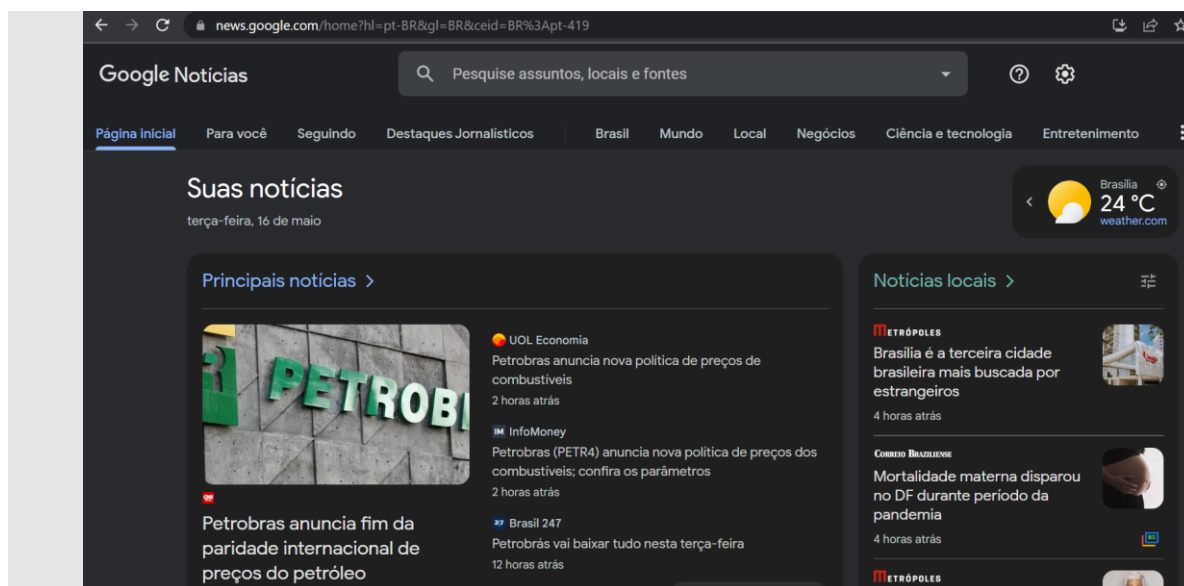 news.google.com/home?hl=pt-BR&gl=BR&ceid=BR%3Apt-419
Google Notícias
Pesquise assuntos, locais e fontes
Página inicial Para você Seguindo Destaques Jornalísticos Brasil Mundo Local Negócios Ciência e tecnologia Entretenimento
Suas notícias
terça-feira, 16 de maio
Brasília
24 °C
weather.com
Principais notícias >
PETROB
CNN
Petrobras anuncia fim da
paridade internacional de
preços do petróleo
UOL Economia
Petrobras anuncia nova política de preços de
combustíveis
2 horas atrás
IM InfoMoney
Petrobras (PETR4) anuncia nova política de preços dos
combustíveis; confira os parâmetros
2 horas atrás
247 Brasil 247
Petrobrás vai baixar tudo nesta terça-feira
12 horas atrás
Notícias locais >
METRÓPOLES
Brasília é a terceira cidade
brasileira mais buscada por
estrangeiros
4 horas atrás
CORREIO BRAZILIENSE
Mortalidade materna disparou
no DF durante período da
pandemia
4 horas atrás
METRÓPOLES